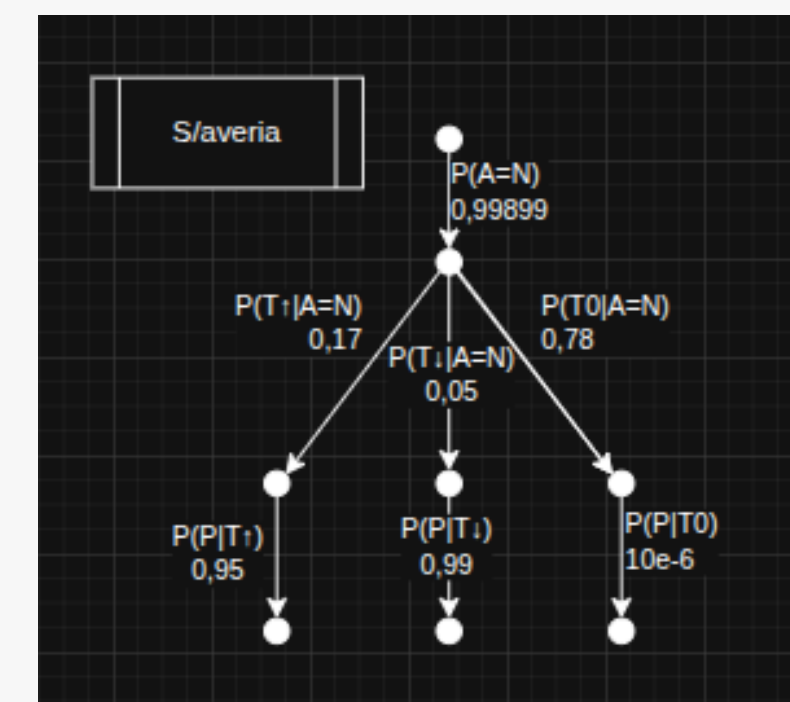 S/averia
P(A=N)
0,99899
P(T↑|A=N)
0,17
P(T↓|A=N)
0,05
P(T0|A=N)
0,78
P(P|T↑)
0,95
P(P|T↓)
0,99
P(P|T0)
10e-6